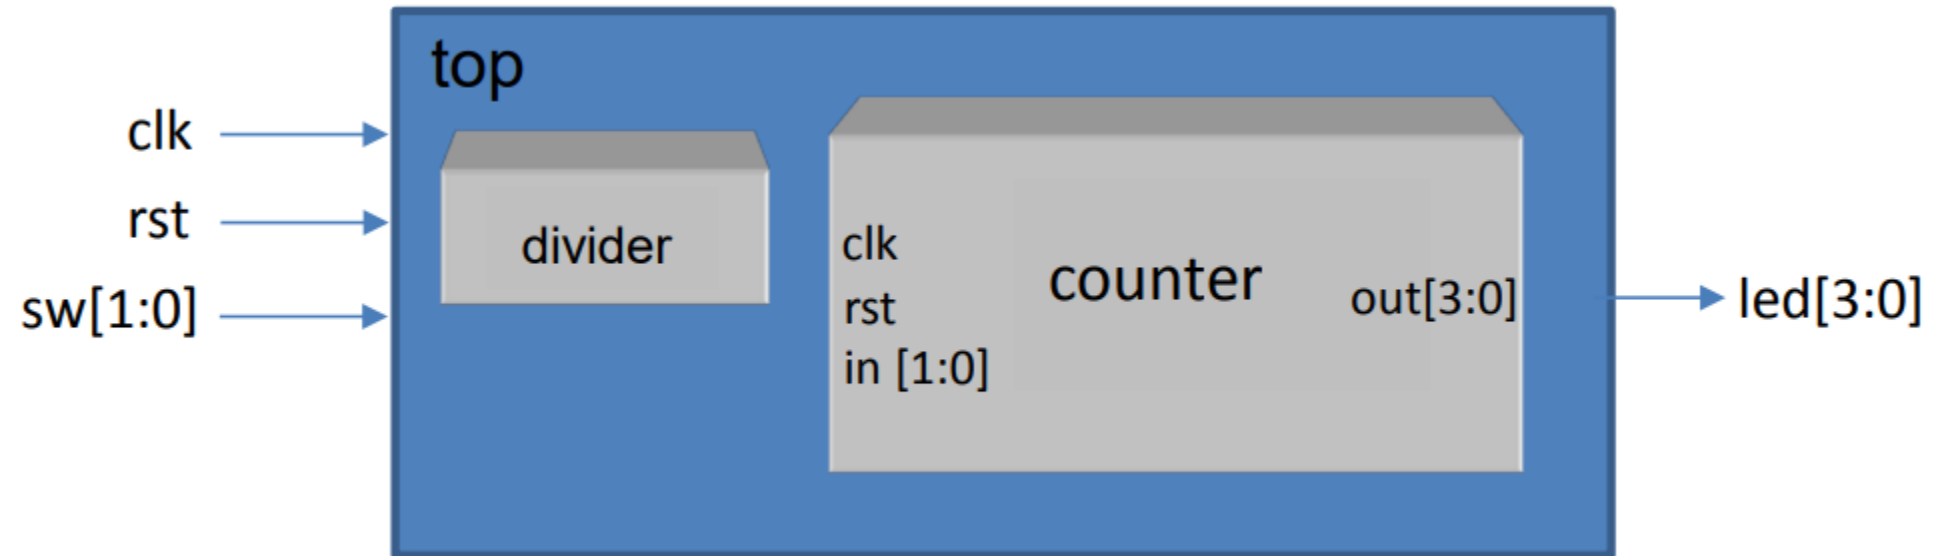 top
clk
rst
sw[1:0]
divider
clk
rst
in [1:0]
counter
out[3:0]
led[3:0]